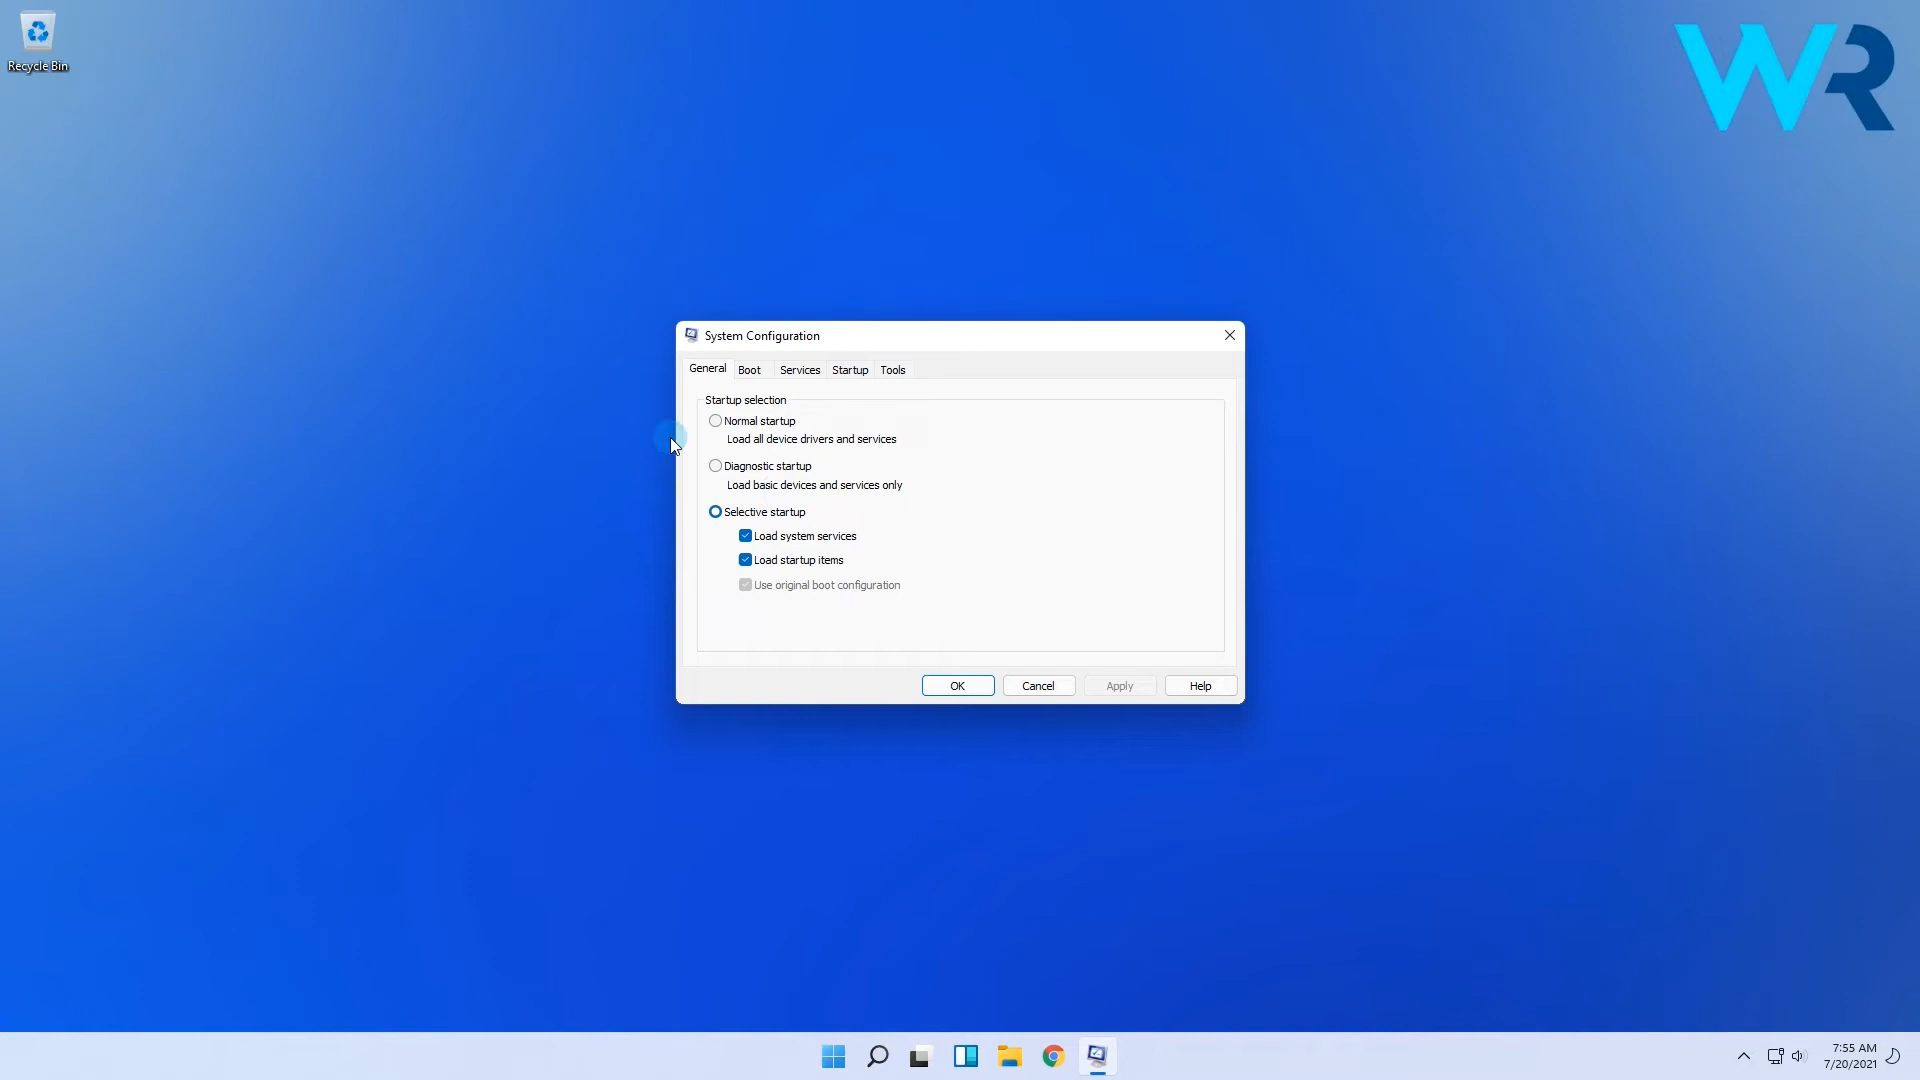 Recycle Bin
WR
System Configuration
General Boot Services Startup Tools
Startup selection
Normal startup
Load all device drivers and services
Diagnostic startup
Load basic devices and services only
Selective startup
Load system services
Load startup items
Use original boot configuration
OK Cancel Apply Help
7:55 AM
7/20/2021